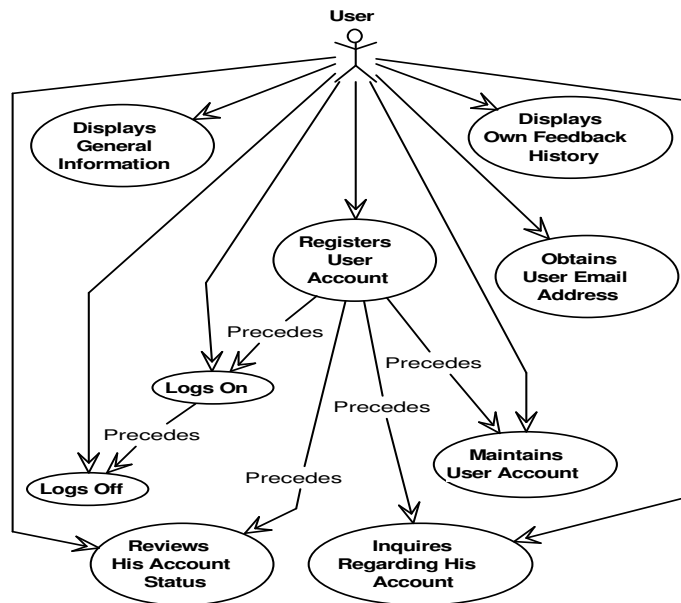 User
Displays
General
Information
Displays
Own Feedback
History
Registers
User
Account
Obtains
User Email
Address
Precedes
Logs On
Precedes
Precedes
Precedes
Logs Off
Maintains
User Account
Precedes
Reviews
His Account
Status
Inquires
Regarding His
Account